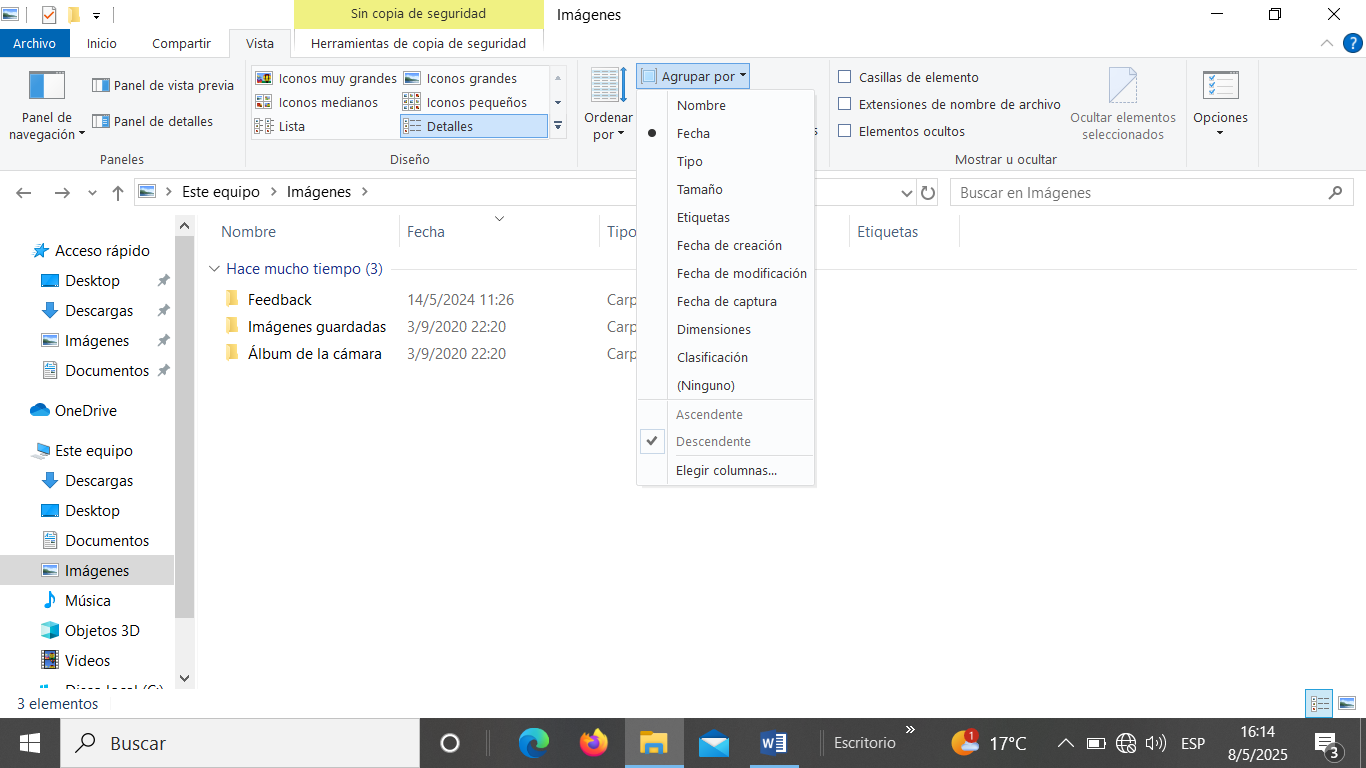 Sin copia de seguridad
Imágenes
Archivo
Inicio
Compartir
Vista
Herramientas de copia de seguridad
Panel de navegación
Panel de vista previa
Panel de detalles
Paneles
Iconos muy grandes
Iconos grandes
Iconos medianos
Iconos pequeños
Lista
Detalles
Diseño
Ordenar por
Agrupar por
Nombre
Fecha
Tipo
Tamaño
Etiquetas
Fecha de creación
Fecha de modificación
Fecha de captura
Dimensiones
Clasificación
(Ninguno)
Ascendente
Descendente
Elegir columnas...
Casillas de elemento
Extensiones de nombre de archivo
Elementos ocultos
Ocultar elementos seleccionados
Mostrar u ocultar
Opciones
Este equipo
Imágenes
Buscar en Imágenes
Acceso rápido
Desktop
Descargas
Imágenes
Documentos
OneDrive
Este equipo
Descargas
Desktop
Documentos
Imágenes
Música
Objetos 3D
Videos
Disco local (C:)
Nombre Fecha Tipo Etiquetas
Hace mucho tiempo (3)
Feedback 14/5/2024 11:26 Carp
Imágenes guardadas 3/9/2020 22:20 Carp
Álbum de la cámara 3/9/2020 22:20 Carp
3 elementos
Buscar
Escritorio
1
17°C
ESP
16:14
8/5/2025
3